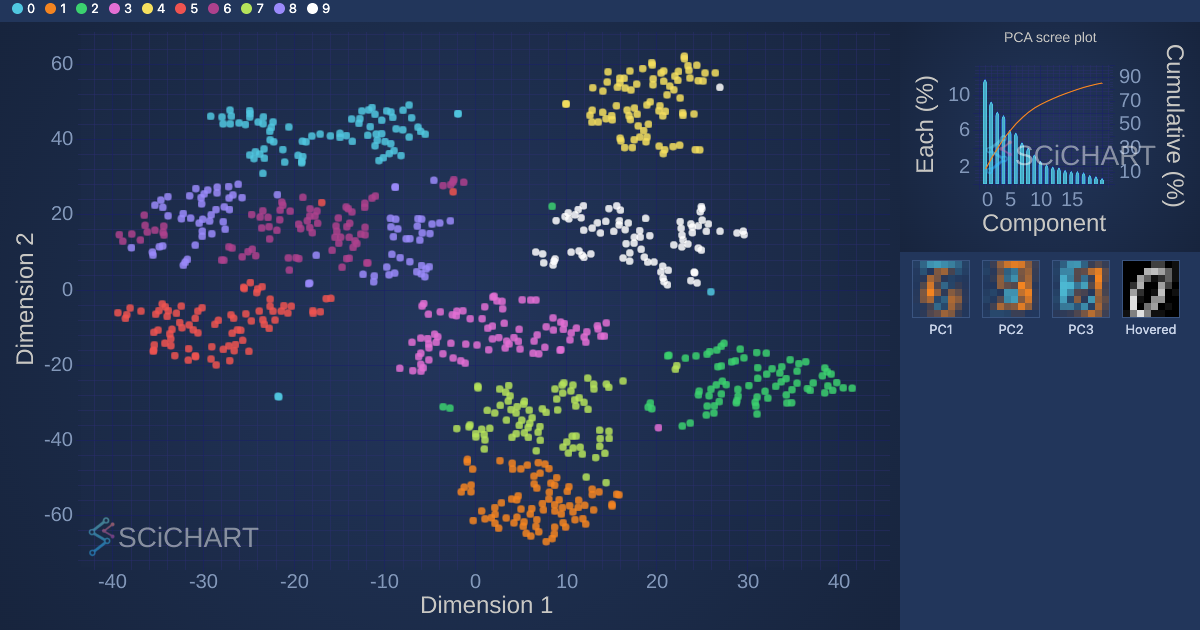 0 1 2 3 4 5 6 7 8 9
60
40
20
0
-20
-40
-60
Dimension 2
-40 -30 -20 -10 0 10 20 30 40
Dimension 1
SCiCHART
PCA scree plot
Each (%)
10
6
2
90
70
50
30
10
Cumulative (%)
SCiCHART
0 5 10 15
Component
PC1 PC2 PC3 Hovered